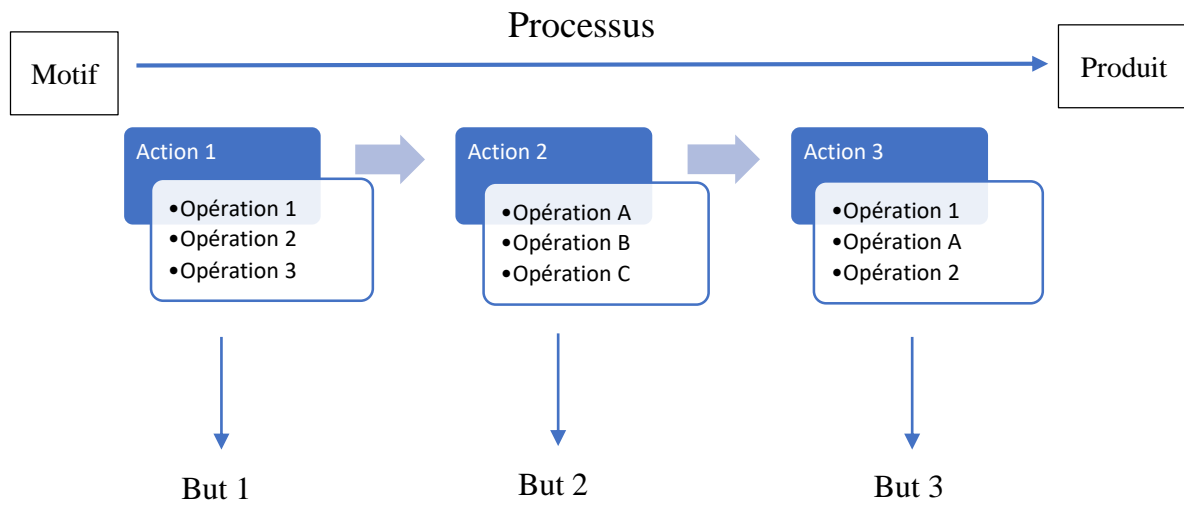 Processus
Motif
Produit
Action 1
•Opération 1
•Opération 2
•Opération 3
Action 2
•Opération A
•Opération B
•Opération C
Action 3
•Opération 1
•Opération A
•Opération 2
But 1
But 2
But 3